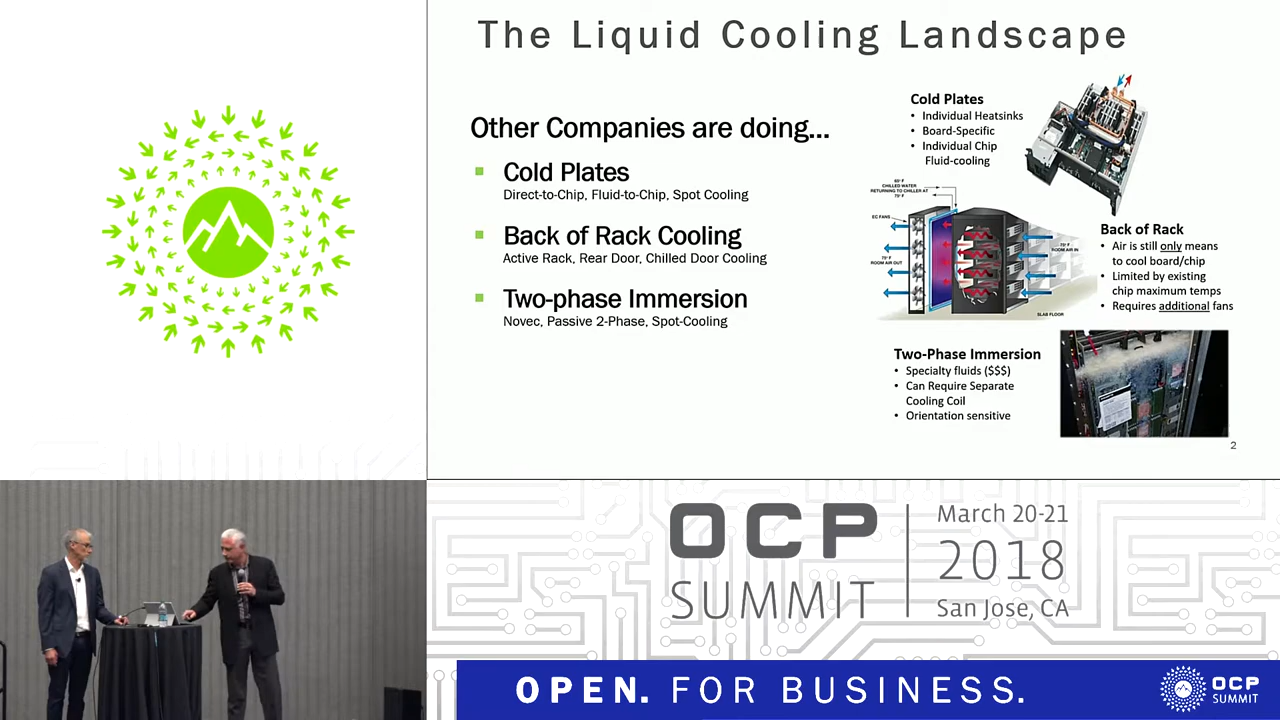 The Liquid Cooling Landscape
Other Companies are doing...
Cold Plates
Direct-to-Chip, Fluid-to-Chip, Spot Cooling
Back of Rack Cooling
Active Rack, Rear Door, Chilled Door Cooling
Two-phase Immersion
Novec, Passive 2-Phase, Spot-Cooling
Cold Plates
• Individual Heatsinks
• Board-Specific
• Individual Chip
Fluid-cooling
CHILLED WATER
RETURNING TO CHILLER AT
EC FANS
ROOM AIR OUT
ROOM AIR IN
SLAB FLOOR
Back of Rack
• Air is still only means
to cool board/chip
• Limited by existing
chip maximum temps
• Requires additional fans
Two-Phase Immersion
• Specialty fluids ($$$)
• Can Require Separate
Cooling Coil
• Orientation sensitive
2
OCP
SUMMIT
March 20-21
2018
San Jose, CA
OPEN. FOR BUSINESS.
OCP
SUMMIT